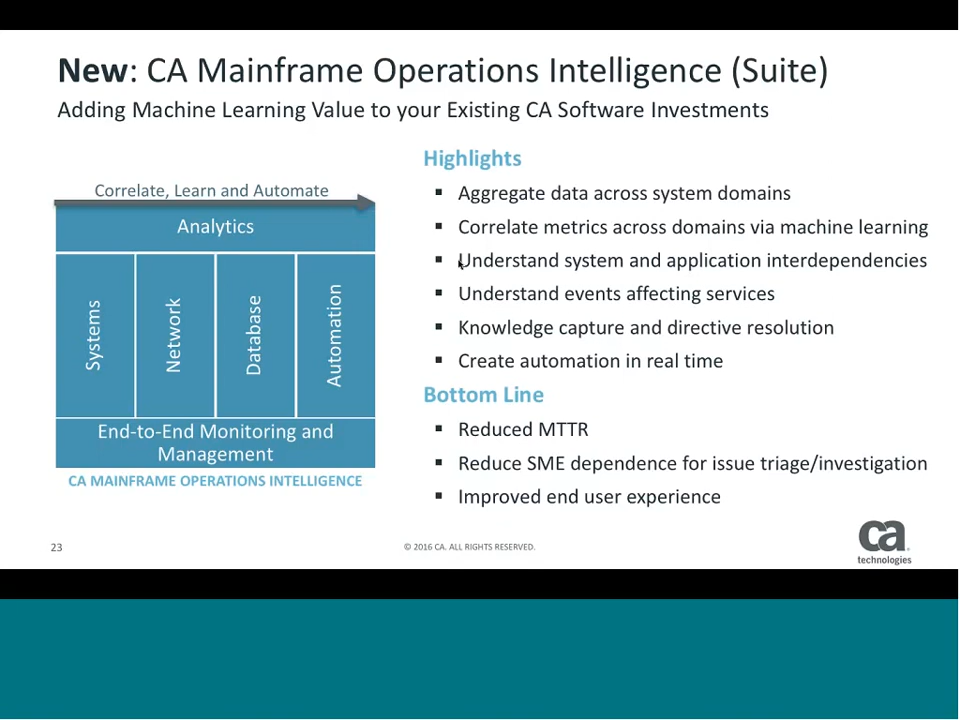 New: CA Mainframe Operations Intelligence (Suite)
Adding Machine Learning Value to your Existing CA Software Investments
Correlate, Learn and Automate
Analytics
Systems
Network
Database
Automation
End-to-End Monitoring and
Management
CA MAINFRAME OPERATIONS INTELLIGENCE
Highlights
▪ Aggregate data across system domains
▪ Correlate metrics across domains via machine learning
▪ Understand system and application interdependencies
▪ Understand events affecting services
▪ Knowledge capture and directive resolution
▪ Create automation in real time
Bottom Line
▪ Reduced MTTR
▪ Reduce SME dependence for issue triage/investigation
▪ Improved end user experience
23
© 2016 CA. ALL RIGHTS RESERVED.
ca
technologies